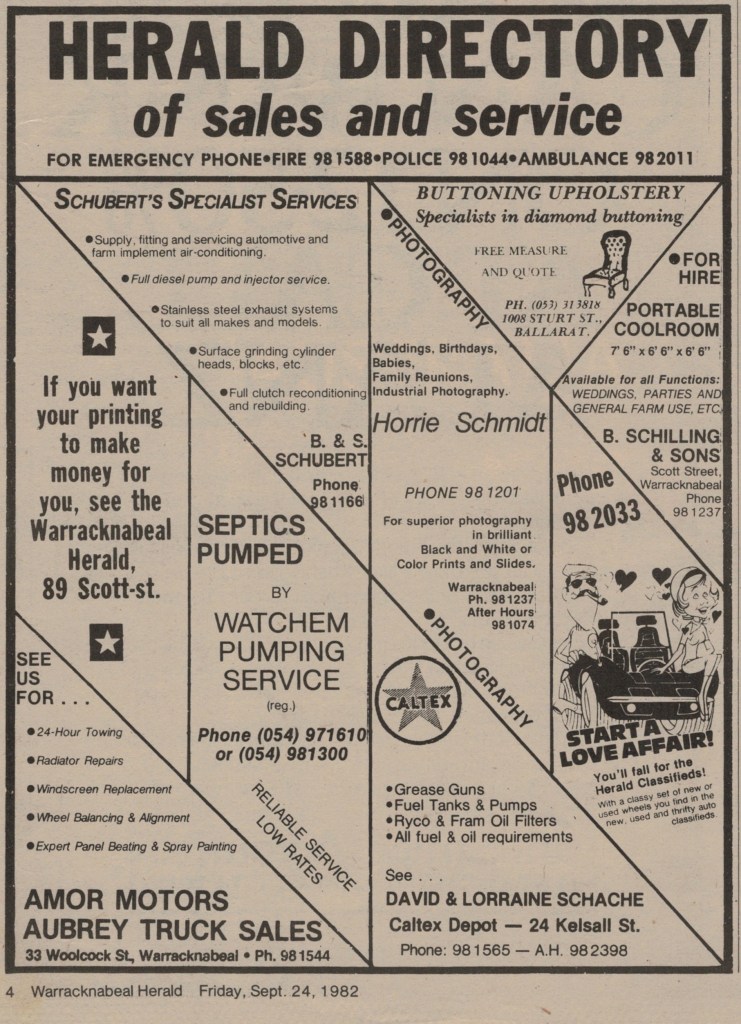 HERALD DIRECTORY
of sales and service
FOR EMERGENCY PHONE•FIRE 981588•POLICE 981044•AMBULANCE 982011
SCHUBERT'S SPECIALIST SERVICES
•Supply, fitting and servicing automotive and
farm implement air-conditioning.
•Full diesel pump and injector service.
•Stainless steel exhaust systems
to suit all makes and models.
•Surface grinding cylinder
heads, blocks, etc.
•Full clutch reconditioning
and rebuilding.
B. & S.
SCHUBERT
Phone
981166
If you want
your printing
to make
money for
you, see the
Warracknabeal
Herald,
89 Scott-st.
SEPTICS
PUMPED
BY
WATCHEM
PUMPING
SERVICE
(reg.)
Phone (054) 971610
or (054) 981300
RELIABLE SERVICE
LOW RATES
SEE
US
FOR . . .
•24-Hour Towing
•Radiator Repairs
•Windscreen Replacement
•Wheel Balancing & Alignment
•Expert Panel Beating & Spray Painting
AMOR MOTORS
AUBREY TRUCK SALES
33 Woolcock St., Warracknabeal • Ph. 981544
BUTTONING UPHOLSTERY
Specialists in diamond buttoning
FREE MEASURE
AND QUOTE
PH. (053) 313818
1008 STURT ST.,
BALLARAT.
•PHOTOGRAPHY
Weddings, Birthdays,
Babies,
Family Reunions,
Industrial Photography.
Horrie Schmidt
PHONE 981201
For superior photography
in brilliant
Black and White or
Color Prints and Slides.
Warracknabeal
Ph. 981237
After Hours
981074
•PHOTOGRAPHY
•FOR
HIRE
PORTABLE
COOLROOM
7' 6" x 6' 6" x 6' 6"
Available for all Functions:
WEDDINGS, PARTIES AND
GENERAL FARM USE, ETC.
B. SCHILLING
& SONS
Scott Street,
Warracknabeal
Phone
981237
Phone
982033
START A
LOVE AFFAIR!
You'll fall for the
Herald Classifieds!
With a classy set of new or
used wheels you find in the
new, used and thrifty auto
classifieds.
CALTEX
•Grease Guns
•Fuel Tanks & Pumps
•Ryco & Fram Oil Filters
•All fuel & oil requirements
See . . .
DAVID & LORRAINE SCHACHE
Caltex Depot — 24 Kelsall St.
Phone: 981565 — A.H. 982398
4 Warracknabeal Herald Friday, Sept. 24, 1982